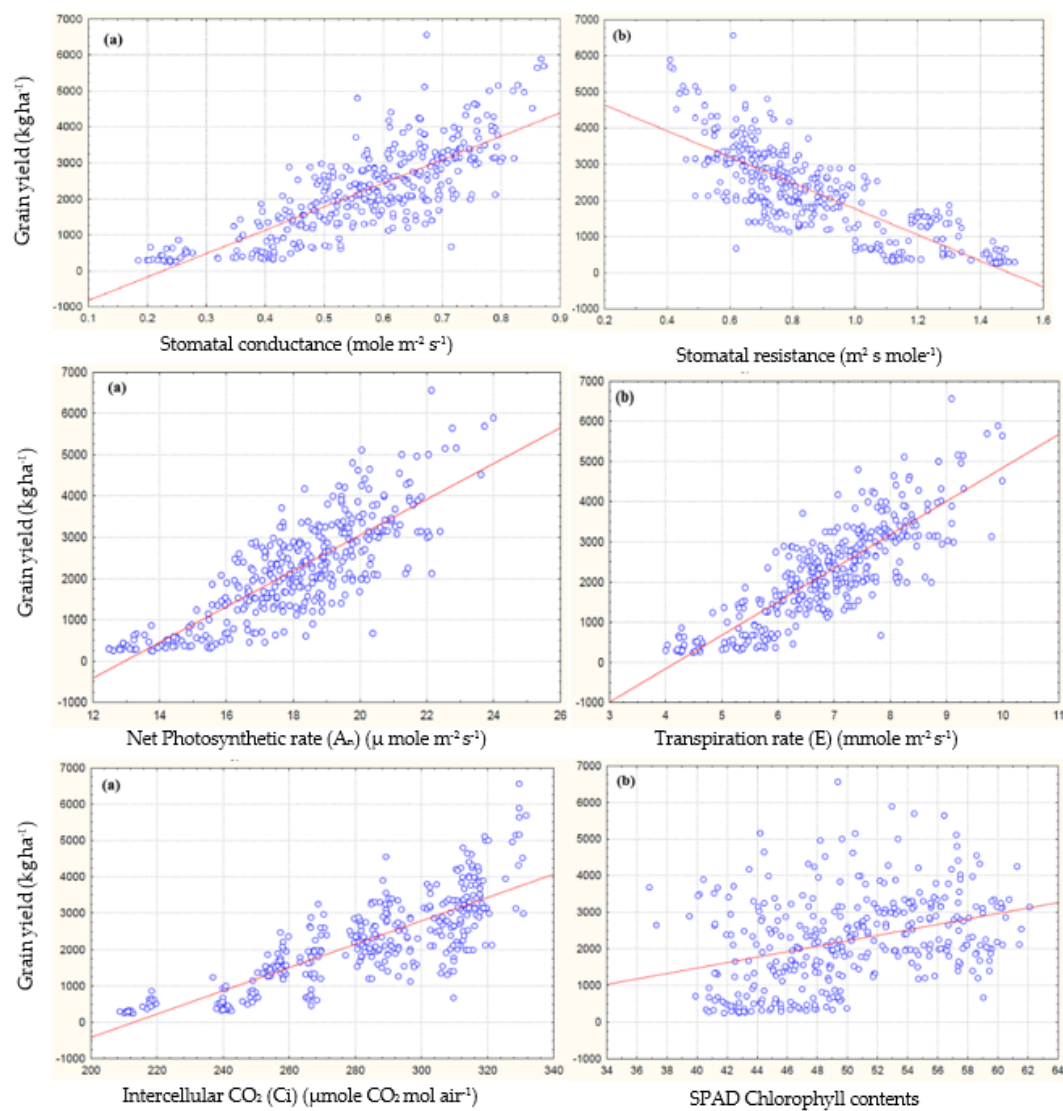 (a)
Grain yield (kg ha⁻¹)
7000
6000
5000
4000
3000
2000
1000
0
-1000
0.1 0.2 0.3 0.4 0.5 0.6 0.7 0.8 0.9
Stomatal conductance (mole m⁻² s⁻¹)
(b)
7000
6000
5000
4000
3000
2000
1000
0
-1000
0.2 0.4 0.6 0.8 1.0 1.2 1.4 1.6
Stomatal resistance (m² s mole⁻¹)
(a)
Grain yield (kg ha⁻¹)
7000
6000
5000
4000
3000
2000
1000
0
-1000
12 14 16 18 20 22 24 26
Net Photosynthetic rate (Aₙ) (µ mole m⁻² s⁻¹)
(b)
7000
6000
5000
4000
3000
2000
1000
0
-1000
3 4 5 6 7 8 9 10 11
Transpiration rate (E) (mmole m⁻² s⁻¹)
(a)
Grain yield (kg ha⁻¹)
7000
6000
5000
4000
3000
2000
1000
0
-1000
200 220 240 260 280 300 320 340
Intercellular CO₂ (Ci) (µmole CO₂ mol air⁻¹)
(b)
7000
6000
5000
4000
3000
2000
1000
0
-1000
34 36 38 40 42 44 46 48 50 52 54 56 58 60 62 64
SPAD Chlorophyll contents